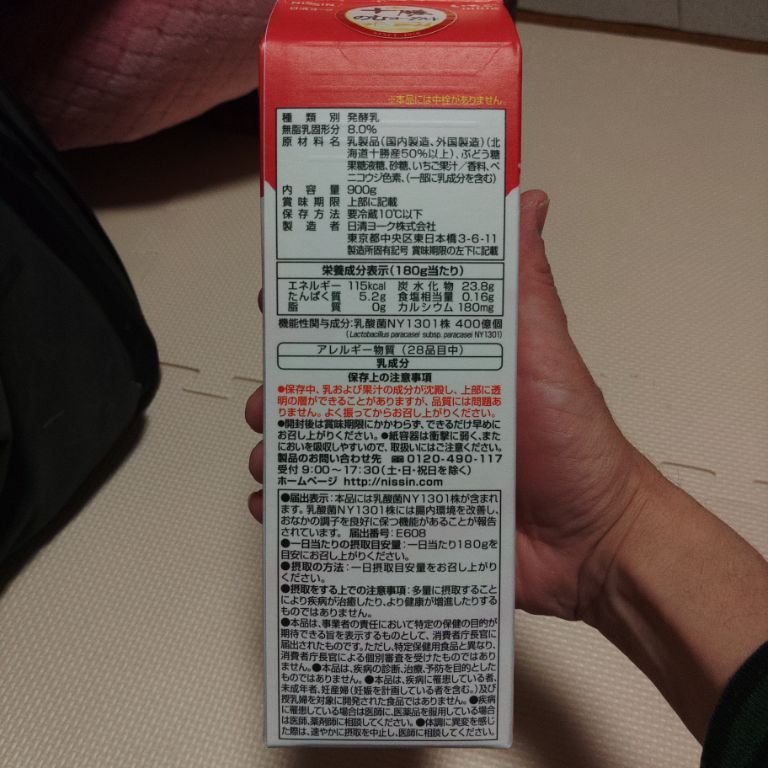 NISSIN
十勝
のむヨーグルト
※本品には中栓がありません。
種類別 発酵乳
無脂乳固形分 8.0%
原材料名 乳製品(国内製造、外国製造)(北
海道十勝産50%以上)、ぶどう糖
果糖液糖、砂糖、いちご果汁/香料、ベ
ニコウジ色素、(一部に乳成分を含む)
内容量 900g
賞味期限 上部に記載
保存方法 要冷蔵10℃以下
製造者 日清ヨーク株式会社
東京都中央区東日本橋3-6-11
製造所固有記号 賞味期限の左下に記載
栄養成分表示(180g当たり)
エネルギー 115kcal 炭水化物 23.8g
たんぱく質 5.2g 食塩相当量 0.16g
脂質 0g カルシウム 180mg
機能性関与成分:乳酸菌NY1301株 400億個
(Lactobacillus paracasei subsp. paracasei NY1301)
アレルギー物質(28品目中)
乳成分
保存上の注意事項
●保存中、乳および果汁の成分が沈殿し、上部に透
明の層ができることがありますが、品質には問題あ
りません。よく振ってからお召し上がりください。
●開封後は賞味期限にかかわらず、できるだけ早めに
お召し上がりください。●紙容器は衝撃に弱く、また
においを吸収しやすいので、取扱いにはご注意ください。
製品のお問い合わせ先 0120-490-117
受付 9:00〜17:30(土・日・祝日を除く)
ホームページ http://nissin.com
●届出表示:本品には乳酸菌NY1301株が含まれ
ます。乳酸菌NY1301株には腸内環境を改善し、
おなかの調子を良好に保つ機能があることが報告
されています。 届出番号:E608
●一日当たりの摂取目安量:一日当たり180gを
目安にお召し上がりください。
●摂取の方法:一日摂取目安量をお召し上がり
ください。
●摂取をする上での注意事項:多量に摂取すること
により疾病が治癒したり、より健康が増進したりする
ものではありません。
●本品は、事業者の責任において特定の保健の目的が
期待できる旨を表示するものとして、消費者庁長官に
届出されたものです。ただし、特定保健用食品と異なり、
消費者庁長官による個別審査を受けたものではあり
ません。●本品は、疾病の診断、治療、予防を目的とした
ものではありません。●本品は、疾病に罹患している者、
未成年者、妊産婦(妊娠を計画している者を含む。)及び
授乳婦を対象に開発された食品ではありません。●疾病
に罹患している場合は医師に、医薬品を服用している場合
は医師、薬剤師に相談してください。●体調に異変を感じ
た際は、速やかに摂取を中止し、医師に相談してください。